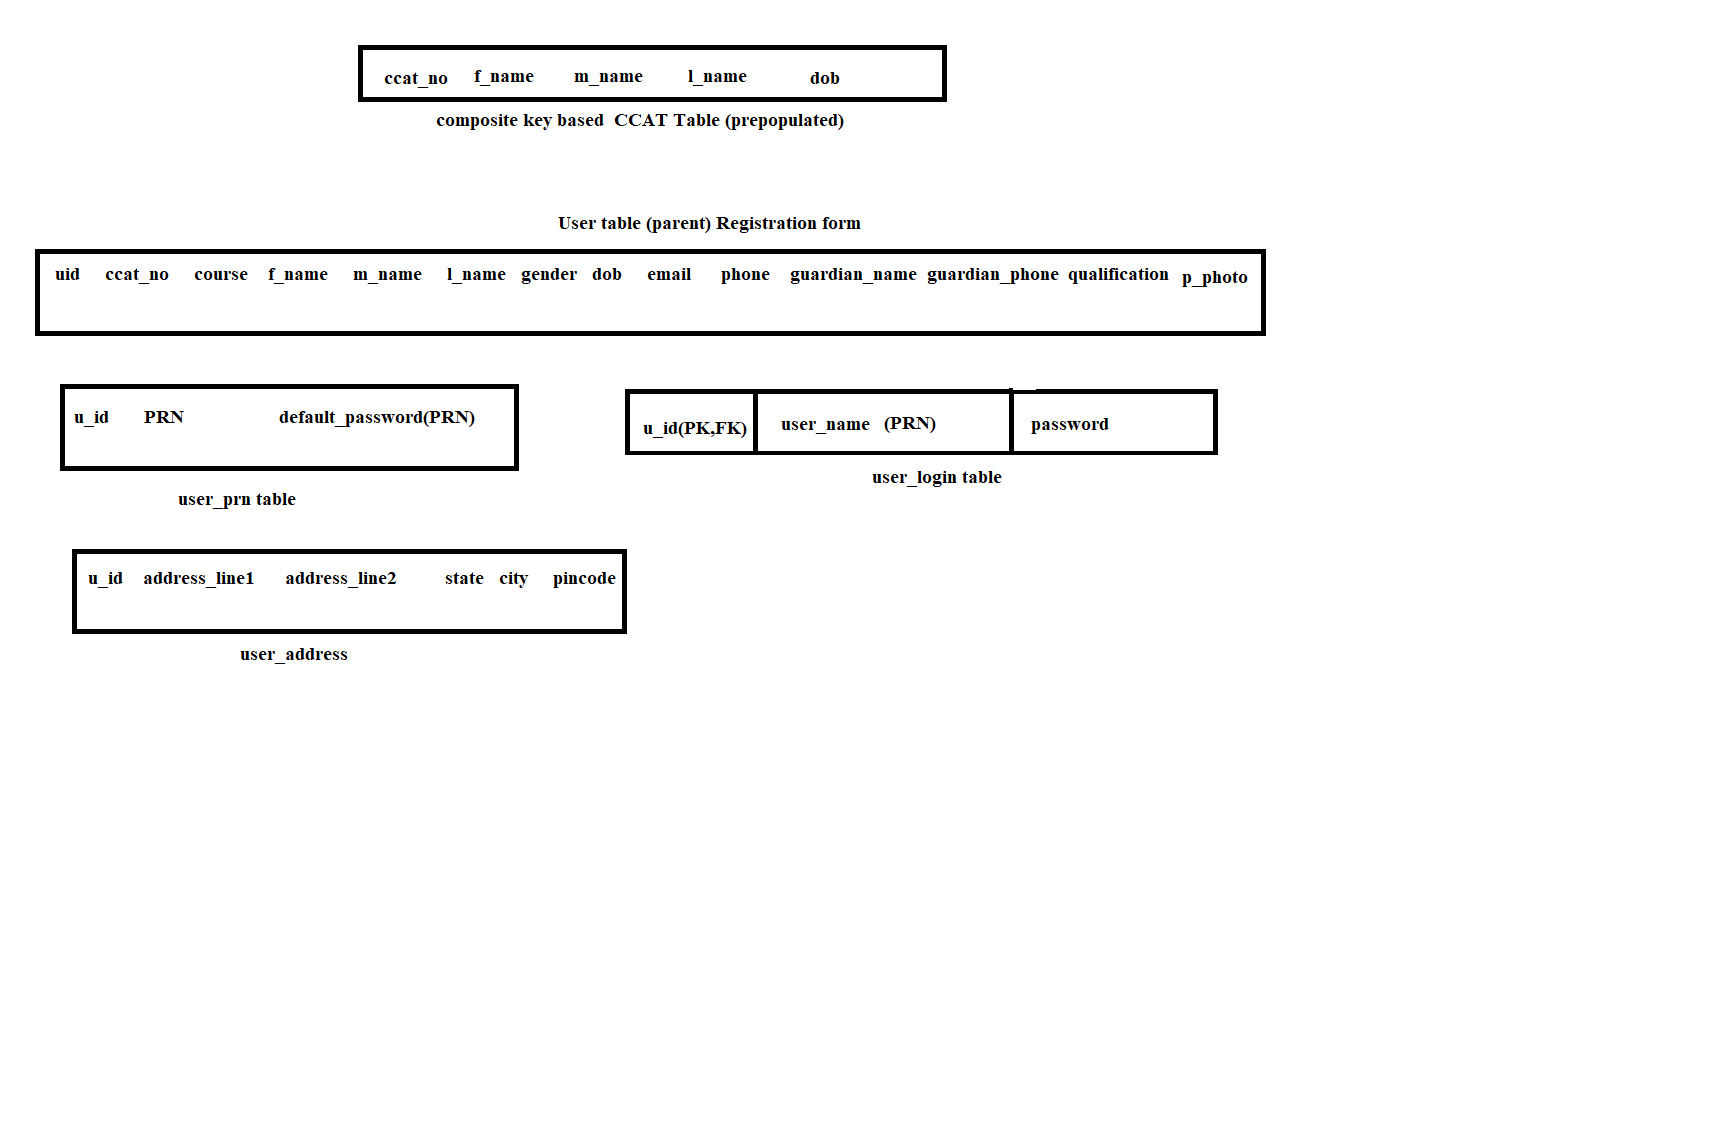 ccat_no f_name m_name l_name dob
composite key based CCAT Table (prepopulated)
User table (parent) Registration form
uid ccat_no course f_name m_name l_name gender dob email phone guardian_name guardian_phone qualification p_photo
u_id PRN default_password(PRN)
u_id(PK,FK) user_name (PRN) password
user_login table
user_prn table
u_id address_line1 address_line2 state city pincode
user_address